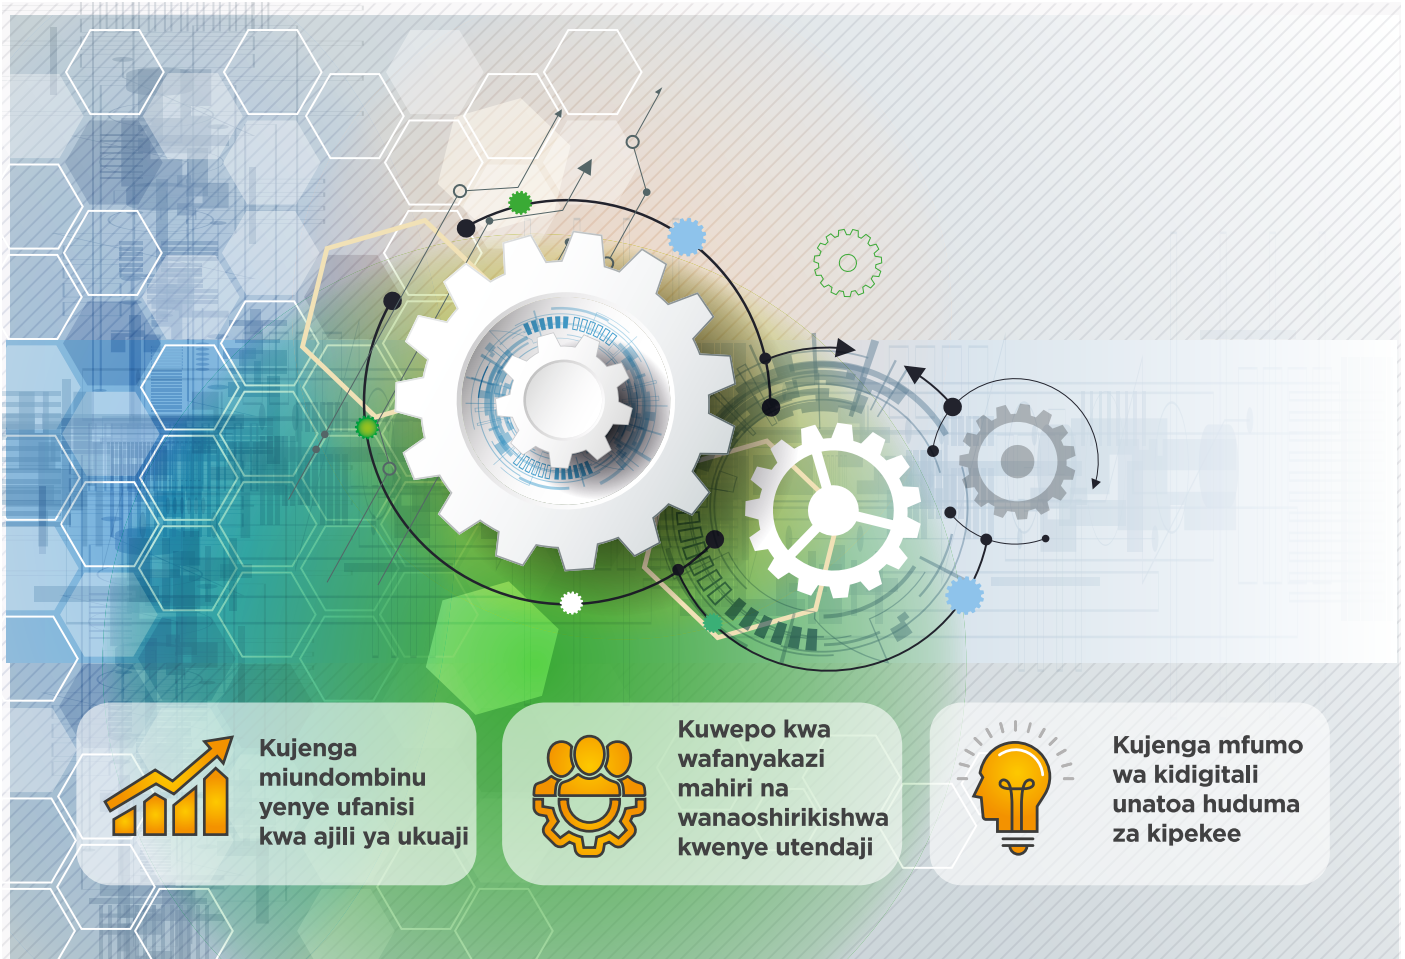 Kujenga
miundombinu
yenye ufanisi
kwa ajili ya ukuaji
Kuwepo kwa
wafanyakazi
mahiri na
wanaoshirikishwa
kwenye utendaji
Kujenga mfumo
wa kidigitali
unatoa huduma
za kipekee